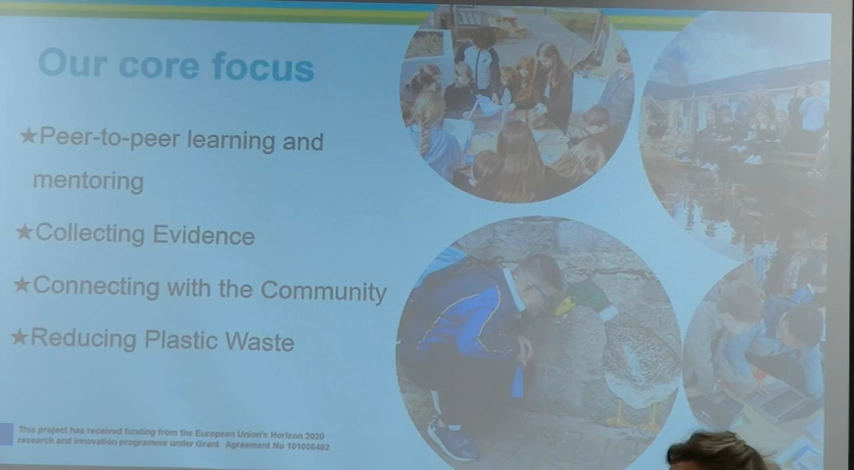 Our core focus
★Peer-to-peer learning and
mentoring
★Collecting Evidence
★Connecting with the Community
★Reducing Plastic Waste
This project has received funding from the European Union's Horizon 2020
research and innovation programme under Grant Agreement No 101006402